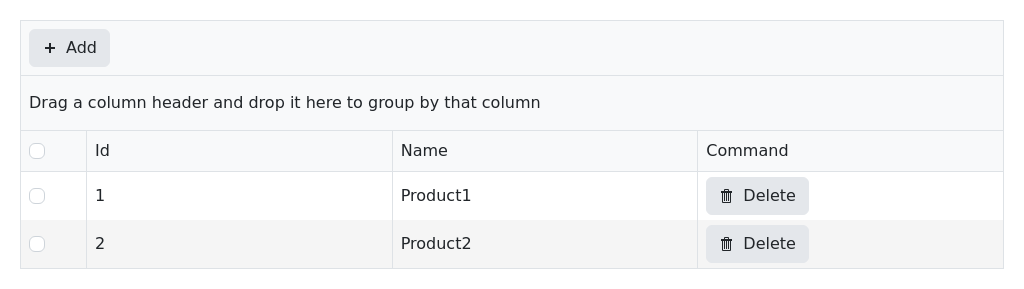 Add
Drag a column header and drop it here to group by that column
Id Name Command
1 Product1 Delete
2 Product2 Delete